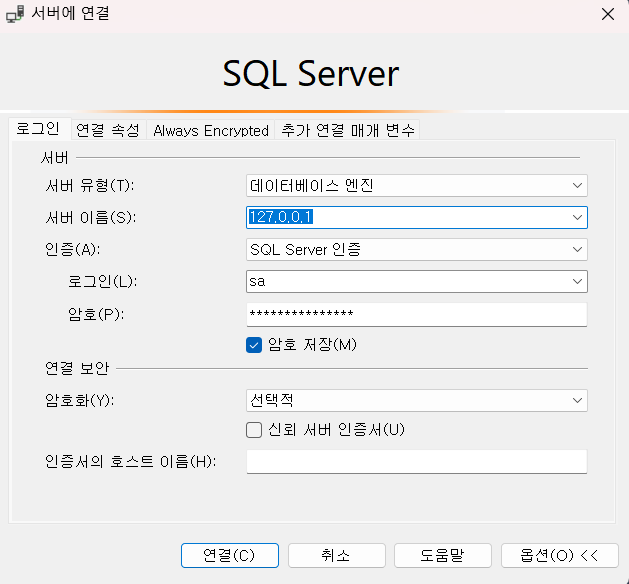 서버에 연결
SQL Server
로그인 연결 속성 Always Encrypted 추가 연결 매개 변수
서버
서버 유형(T): 데이터베이스 엔진
서버 이름(S): 127.0.0.1
인증(A): SQL Server 인증
로그인(L): sa
암호(P): ***************
암호 저장(M)
연결 보안
암호화(Y): 선택적
신뢰 서버 인증서(U)
인증서의 호스트 이름(H):
연결(C) 취소 도움말 옵션(O) <<